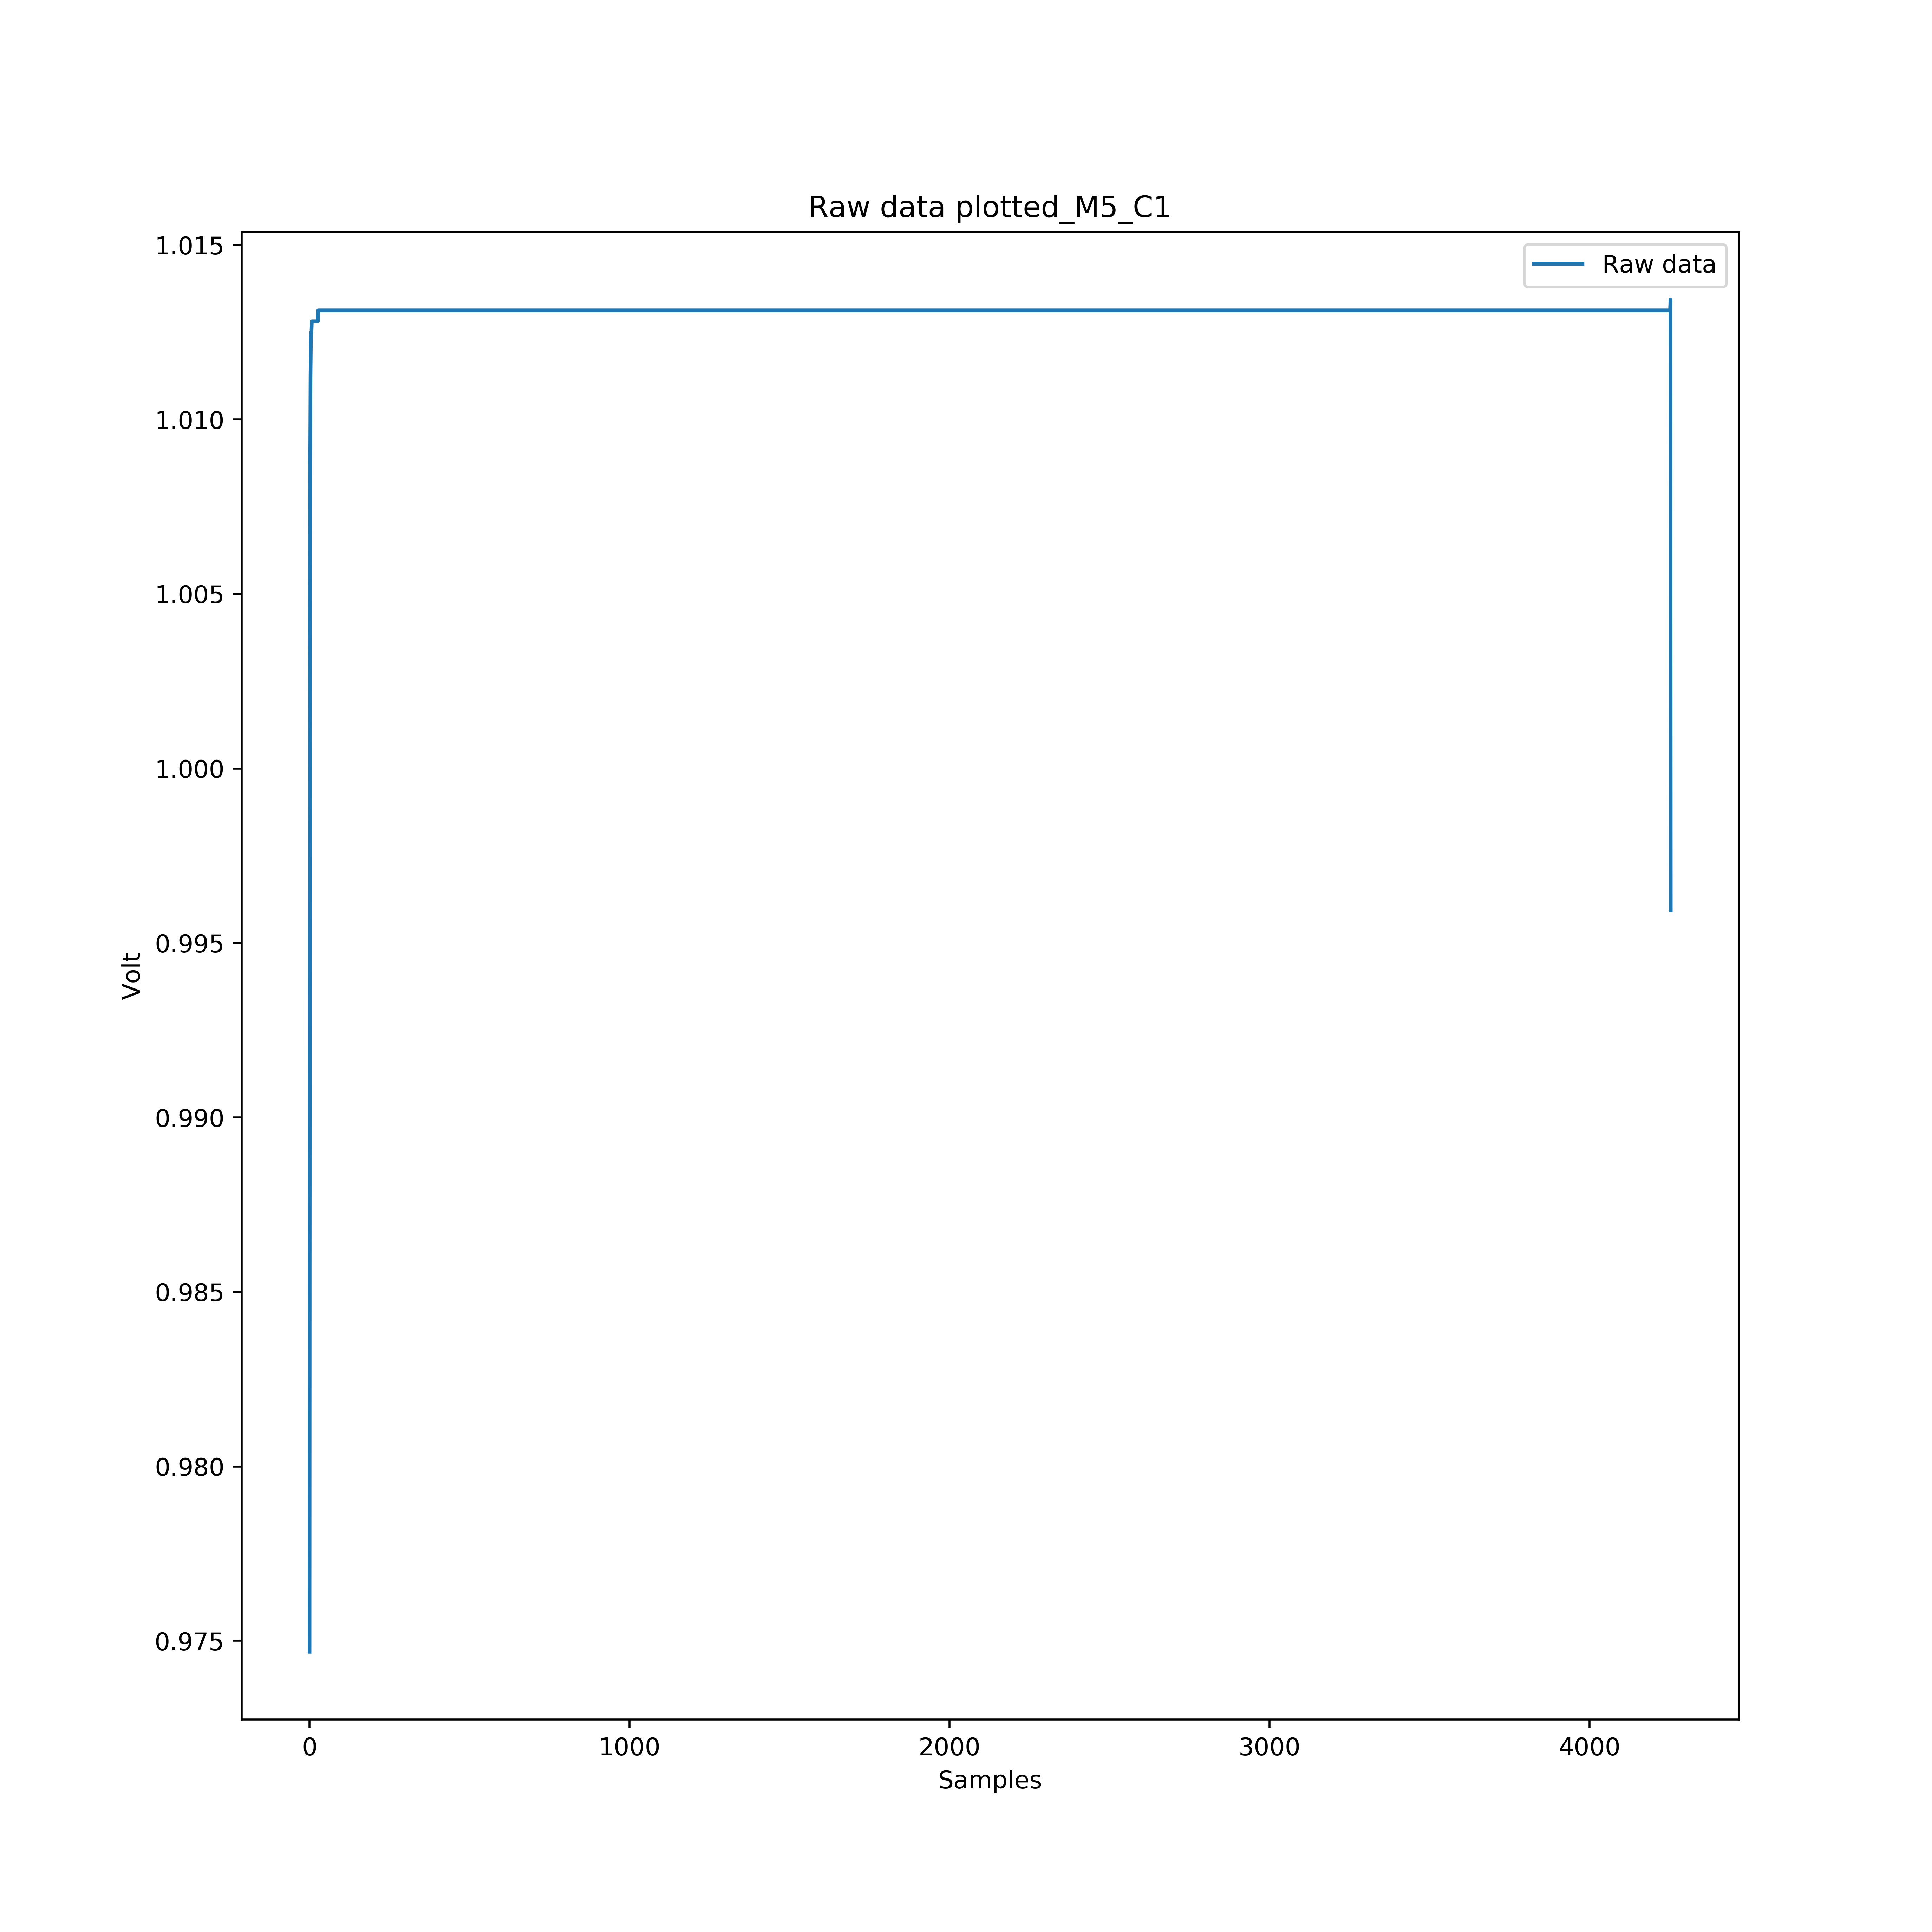 Raw data plotted_M5_C1
Raw data
1.015
1.010
1.005
1.000
0.995
0.990
0.985
0.980
0.975
Volt
0 1000 2000 3000 4000
Samples